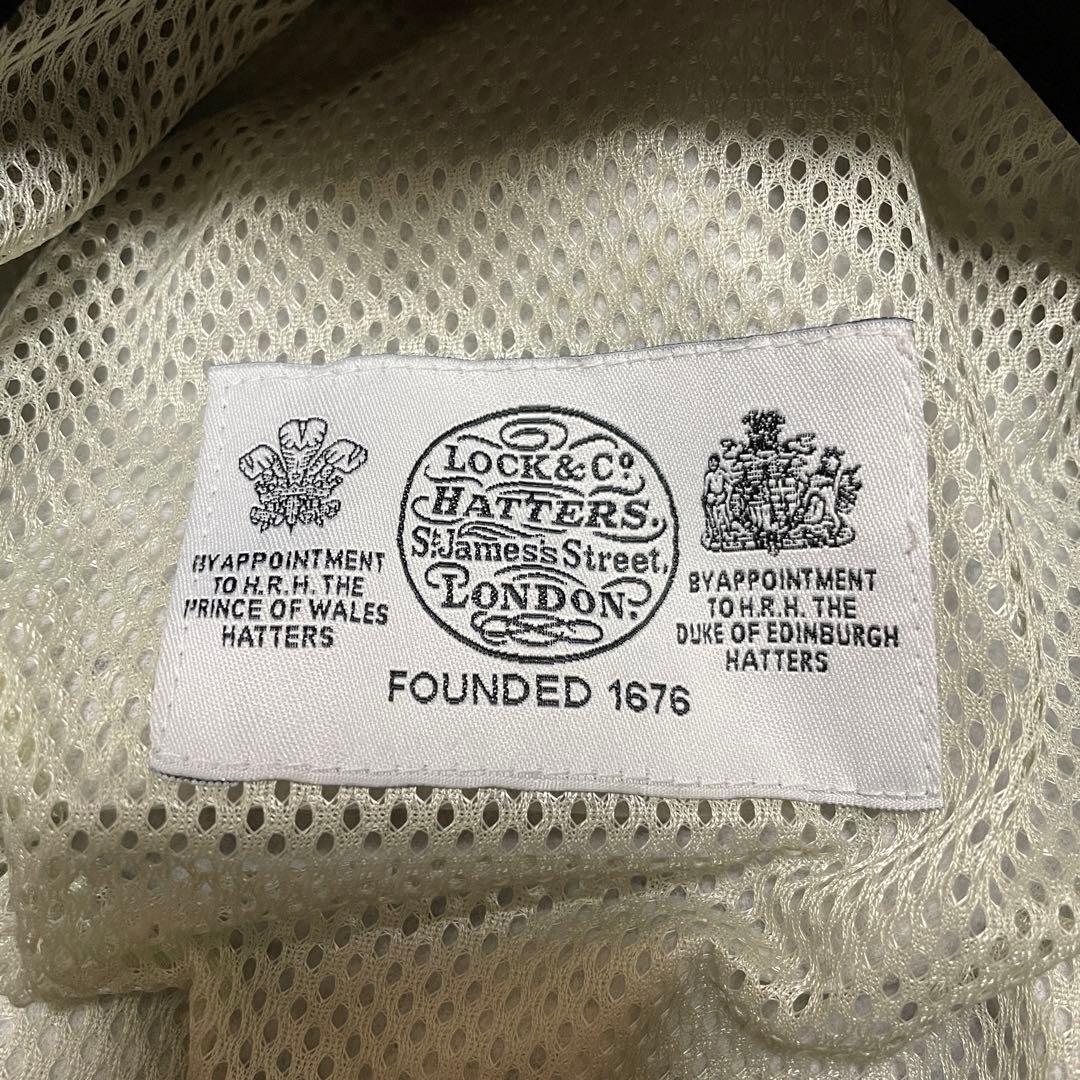 BY APPOINTMENT
TO H.R.H. THE
PRINCE OF WALES
HATTERS
LOCK & Co.
HATTERS.
St. James's Street,
LONDON.
FOUNDED 1676
BY APPOINTMENT
TO H.R.H. THE
DUKE OF EDINBURGH
HATTERS